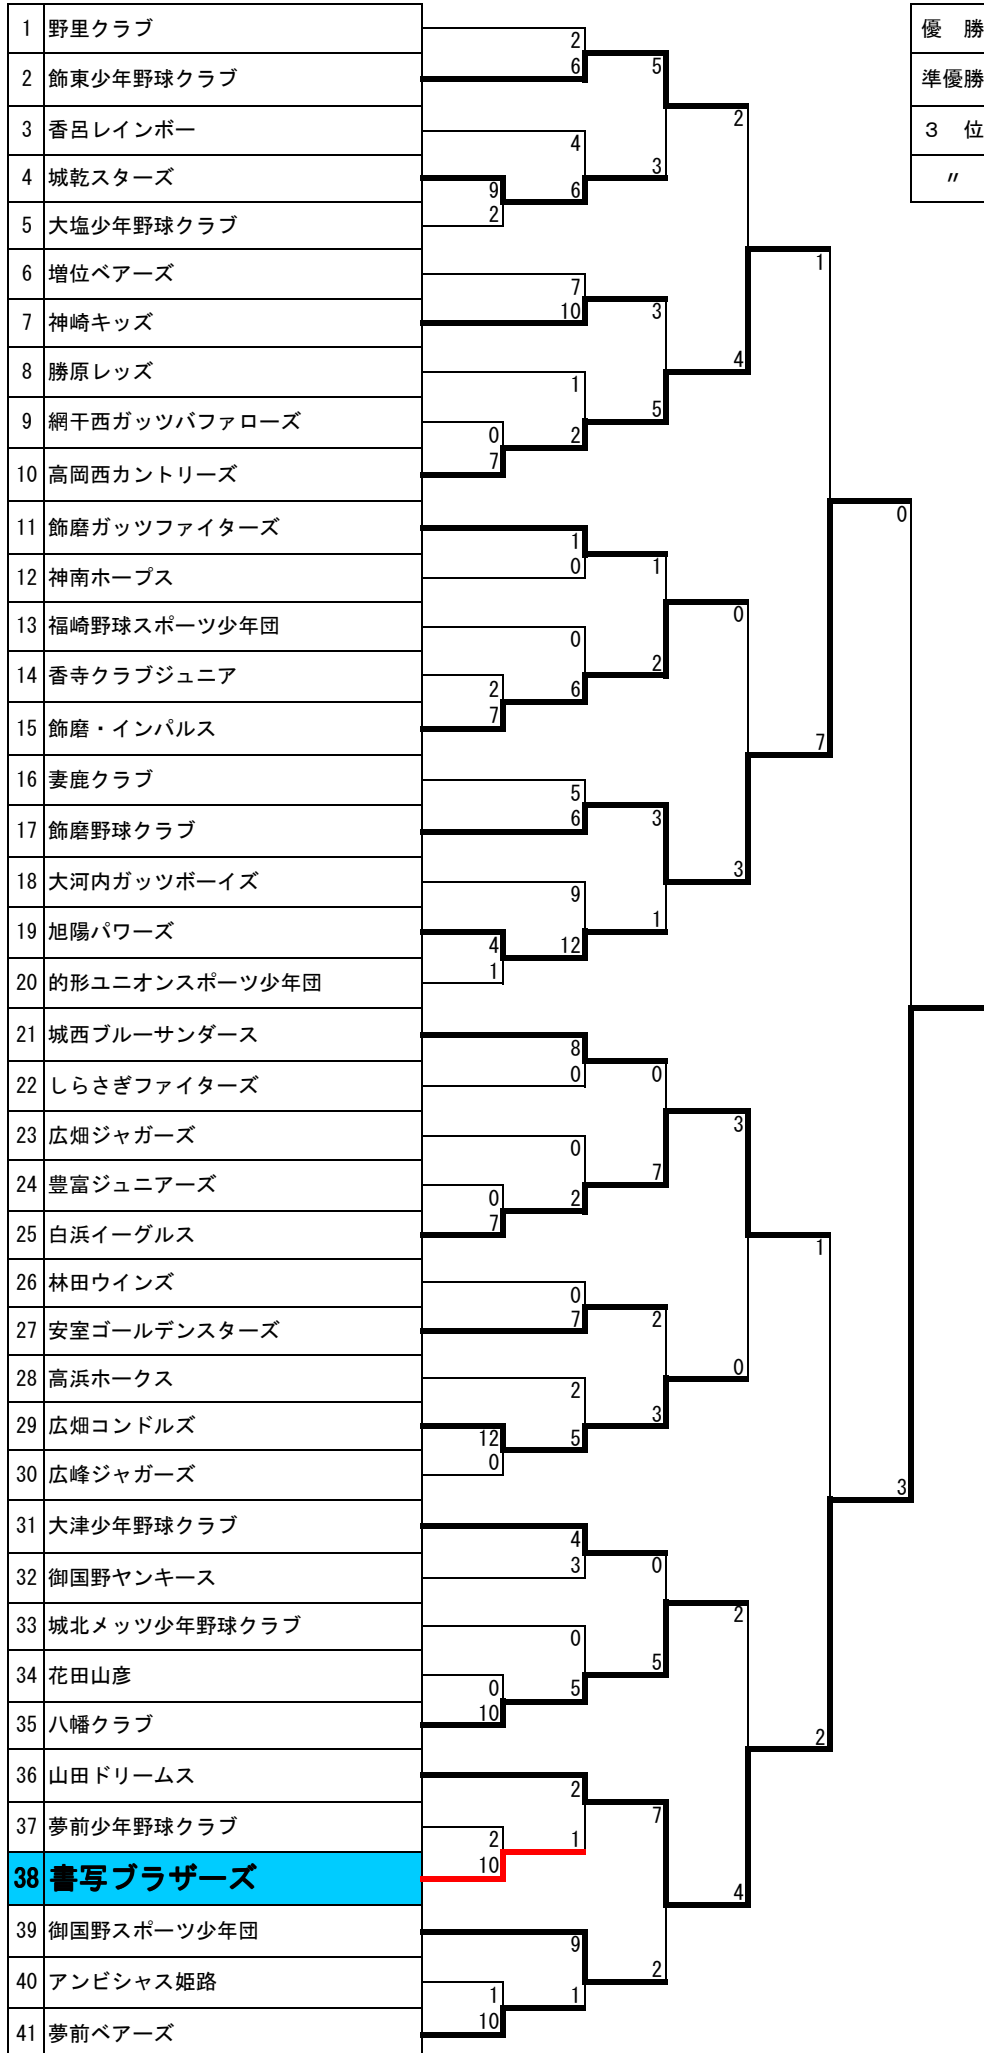 1 野里クラブ
2 飾東少年野球クラブ
3 香呂レインボー
4 城乾スターズ
5 大塩少年野球クラブ
6 増位ベアーズ
7 神崎キッズ
8 勝原レッズ
9 網干西ガッツバファローズ
10 高岡西カントリーズ
11 飾磨ガッツファイターズ
12 神南ホープス
13 福崎野球スポーツ少年団
14 香寺クラブジュニア
15 飾磨・インパルス
16 妻鹿クラブ
17 飾磨野球クラブ
18 大河内ガッツボーイズ
19 旭陽パワーズ
20 的形ユニオンスポーツ少年団
21 城西ブルーサンダース
22 しらさぎファイターズ
23 広畑ジャガーズ
24 豊富ジュニアーズ
25 白浜イーグルス
26 林田ウインズ
27 安室ゴールデンスターズ
28 高浜ホークス
29 広畑コンドルズ
30 広峰ジャガーズ
31 大津少年野球クラブ
32 御国野ヤンキース
33 城北メッツ少年野球クラブ
34 花田山彦
35 八幡クラブ
36 山田ドリームス
37 夢前少年野球クラブ
38 書写ブラザーズ
39 御国野スポーツ少年団
40 アンビシャス姫路
41 夢前ベアーズ
9
2
0
7
2
7
4
1
0
7
12
0
0
10
2
10
1
10
2
6
4
6
7
10
1
2
1
0
0
6
5
6
9
12
8
0
0
2
0
7
2
5
4
3
0
5
2
1
9
1
5
3
3
5
1
2
3
1
0
7
2
3
0
5
7
2
2
4
0
3
3
0
2
4
1
7
1
2
0
3
優　勝
準優勝
３　位
〃